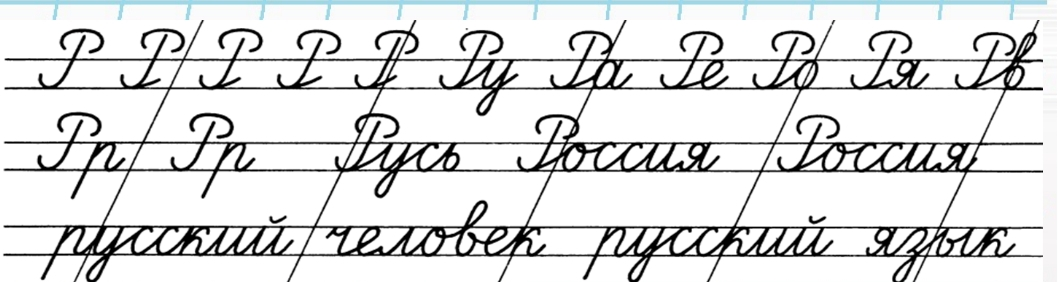 Р Р Р Р Р Ру Ра Ре Ро Ря Рв
Рр Рр Русь Россия Россия
русский человек русский язык